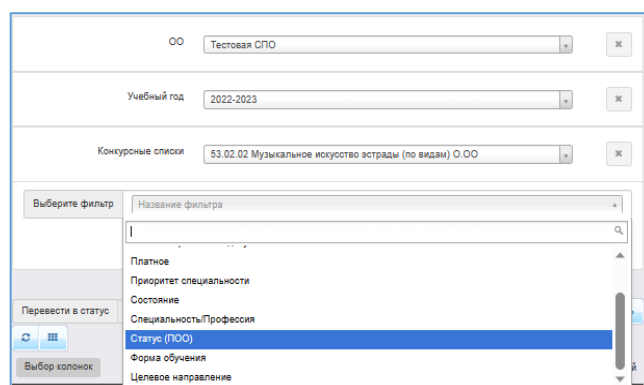 ОО Тестовая СПО
Учебный год 2022-2023
Конкурсные списки 53.02.02 Музыкальное искусство эстрады (по видам) О.ОО
Выберите фильтр Название фильтра
Платное
Приоритет специальности
Состояние
Перевести в статус Специальность/Профессия
Статус (ПОО)
Форма обучения
Выбор колонок Целевое направление